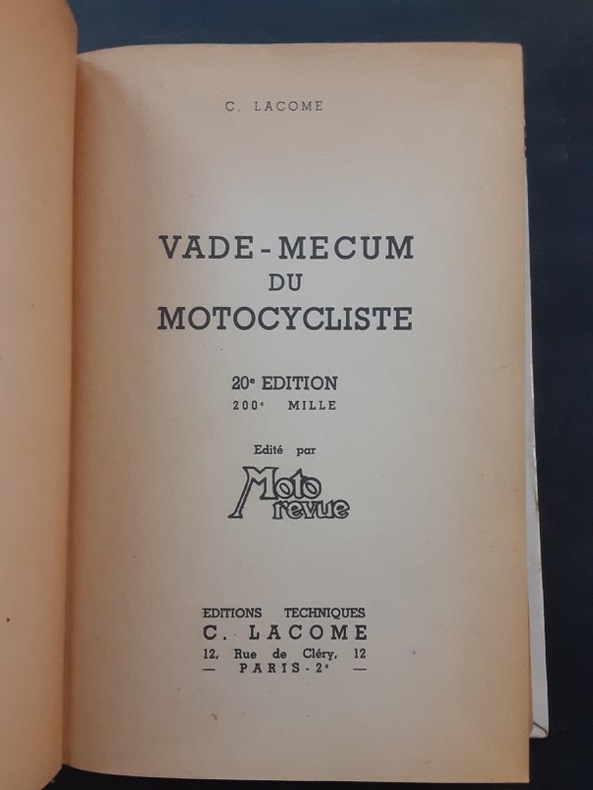 C. LACOME
VADE-MECUM
DU
MOTOCYCLISTE
20e EDITION
200e MILLE
Edité par
Moto
revue
EDITIONS TECHNIQUES
C. LACOME
12, Rue de Cléry, 12
— PARIS-2e —